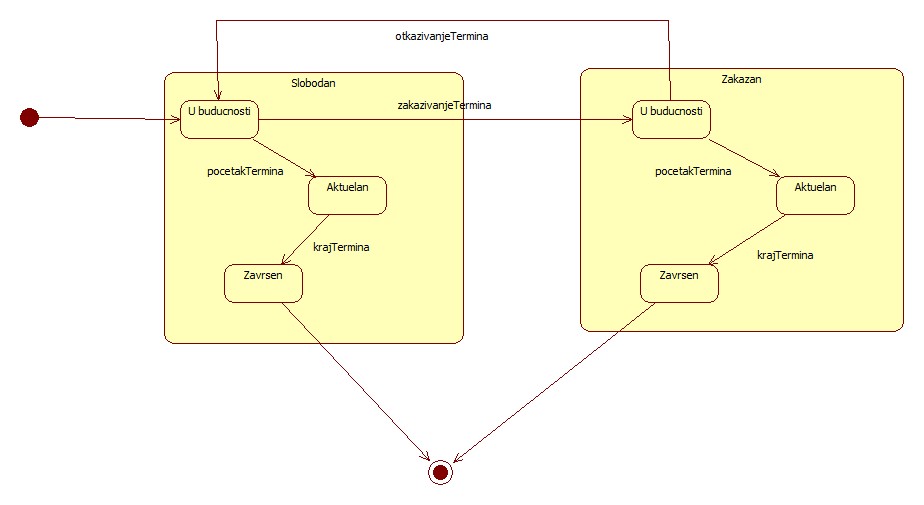 otkazivanjeTermina
Slobodan
Zakazan
U buducnosti
zakazivanjeTermina
U buducnosti
pocetakTermina
pocetakTermina
Aktuelan
Aktuelan
krajTermina
krajTermina
Zavrsen
Zavrsen